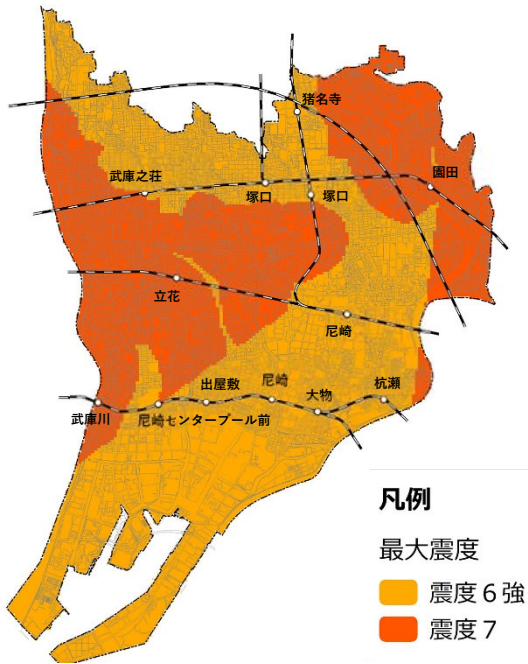 猪名寺
武庫之荘
塚口
塚口
園田
立花
尼崎
出屋敷
尼崎
大物
杭瀬
武庫川
尼崎センタープール前
凡例
最大震度
震度６強
震度７